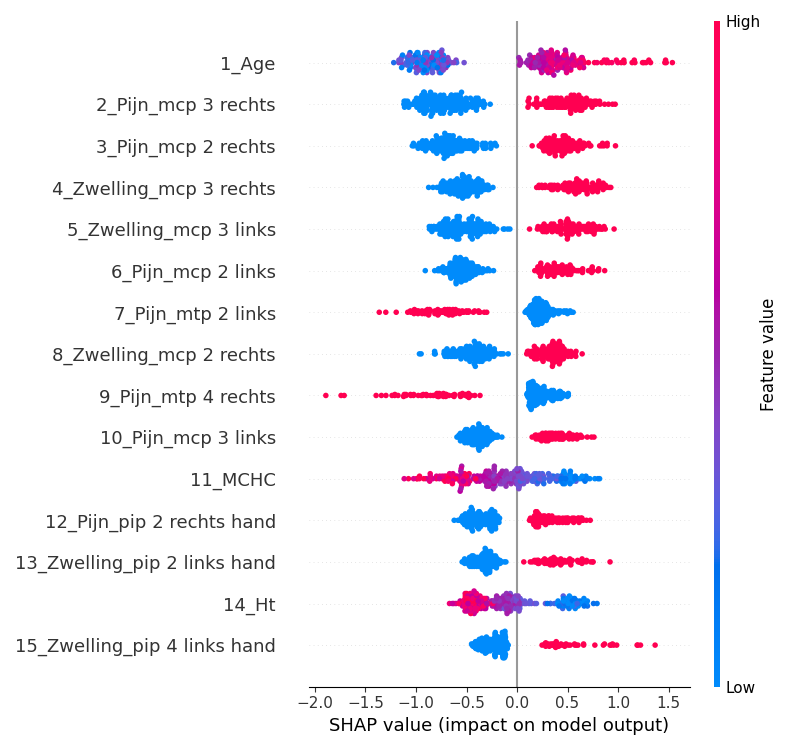 High
1_Age
2_Pijn_mcp 3 rechts
3_Pijn_mcp 2 rechts
4_Zwelling_mcp 3 rechts
5_Zwelling_mcp 3 links
6_Pijn_mcp 2 links
7_Pijn_mtp 2 links
8_Zwelling_mcp 2 rechts
9_Pijn_mtp 4 rechts
10_Pijn_mcp 3 links
11_MCHC
12_Pijn_pip 2 rechts hand
13_Zwelling_pip 2 links hand
14_Ht
15_Zwelling_pip 4 links hand
Feature value
Low
−2.0 −1.5 −1.0 −0.5 0.0 0.5 1.0 1.5
SHAP value (impact on model output)